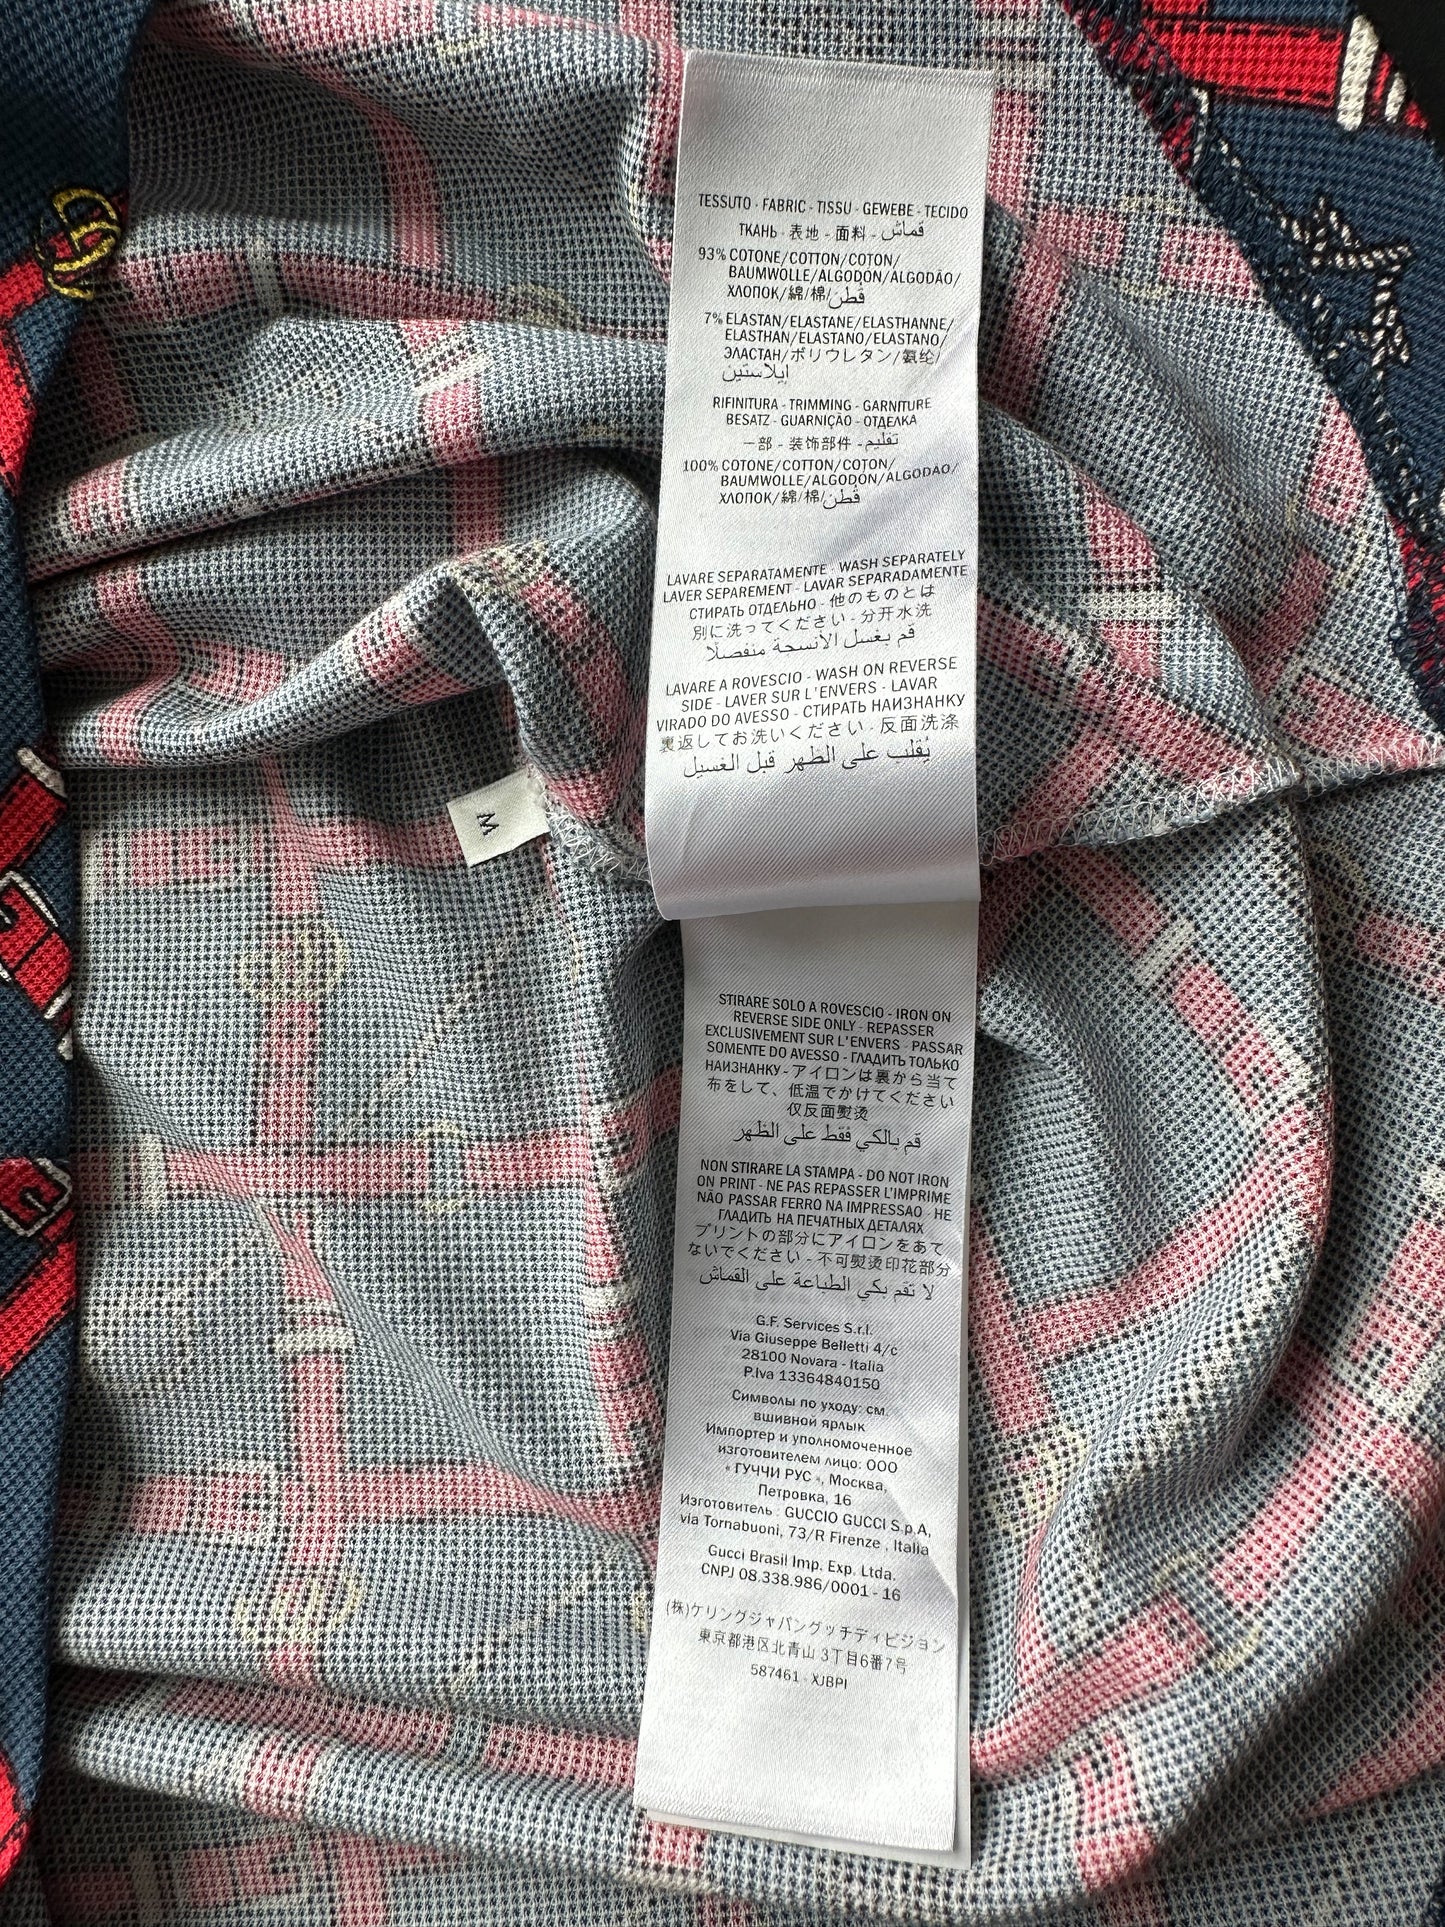 TESSUTO - FABRIC - TISSU - GEWEBE - TECIDO
ТКАНЬ - 表地 - 面料 - قماش
93% COTONE/COTTON/COTON/
BAUMWOLLE/ALGODÓN/ALGODÃO/
ХЛОПОК/綿/棉/قطن
7% ELASTAN/ELASTANE/ELASTHANNE/
ELASTHAN/ELASTANO/ELASTANO/
ЭЛАСТАН/ポリウレタン/氨纶/
ايلاستين
RIFINITURA - TRIMMING - GARNITURE
BESATZ - GUARNIÇÃO - ОТДЕЛКА
一部 - 装饰部件 - تقليم
100% COTONE/COTTON/COTON/
BAUMWOLLE/ALGODÓN/ALGODÃO/
ХЛОПОК/綿/棉/قطن
LAVARE SEPARATAMENTE - WASH SEPARATELY
LAVER SEPAREMENT - LAVAR SEPARADAMENTE
СТИРАТЬ ОТДЕЛЬНО - 他のものとは
別に洗ってください - 分开水洗
قم بغسل الأنسجة منفصلًا
LAVARE A ROVESCIO - WASH ON REVERSE
SIDE - LAVER SUR L'ENVERS - LAVAR
VIRADO DO AVESSO - СТИРАТЬ НАИЗНАНКУ
裏返してお洗いください - 反面洗涤
يُقلب على الظهر قبل الغسيل
M
STIRARE SOLO A ROVESCIO - IRON ON
REVERSE SIDE ONLY - REPASSER
EXCLUSIVEMENT SUR L'ENVERS - PASSAR
SOMENTE DO AVESSO - ГЛАДИТЬ ТОЛЬКО
НАИЗНАНКУ - アイロンは裏から当て
布をして、低温でかけてください
仅反面熨烫
قم بالكي فقط على الظهر
NON STIRARE LA STAMPA - DO NOT IRON
ON PRINT - NE PAS REPASSER L'IMPRIME
NÃO PASSAR FERRO NA IMPRESSAO - НЕ
ГЛАДИТЬ НА ПЕЧАТНЫХ ДЕТАЛЯХ
プリントの部分にアイロンをあて
ないでください - 不可熨烫印花部分
لا تقم بكي الطباعة على القماش
G.F. Services S.r.l.
Via Giuseppe Belletti 4/c
28100 Novara - Italia
P.Iva 13364840150
Символы по уходу: см.
вшивной ярлык
Импортер и уполномоченное
изготовителем лицо: ООО
« ГУЧЧИ РУС », Москва,
Петровка, 16
Изготовитель : GUCCIO GUCCI S.p.A,
via Tornabuoni, 73/R Firenze , Italia
Gucci Brasil Imp. Exp. Ltda.
CNPJ 08.338.986/0001 - 16
(株)ケリングジャパングッチディビジョン
東京都港区北青山 3丁目6番7号
587461 - XJBPI